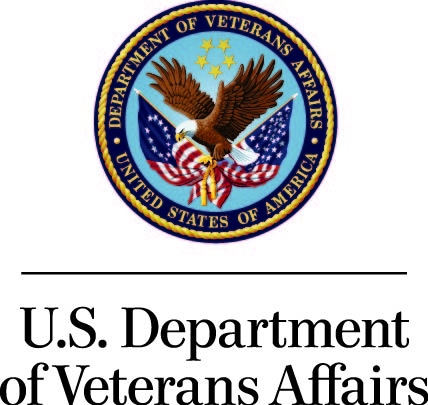 DEPARTMENT OF VETERANS AFFAIRS
UNITED STATES OF AMERICA
U.S. Department
of Veterans Affairs